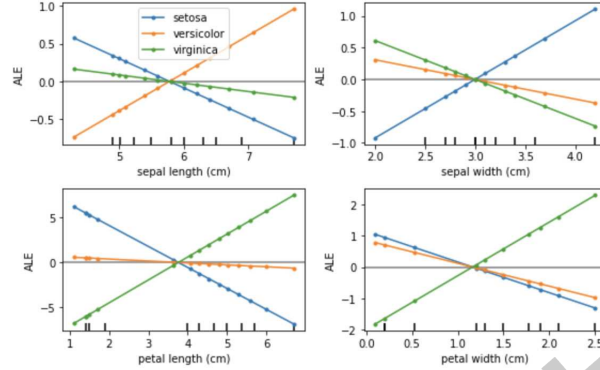 1.0
0.5
0.0
−0.5
ALE
setosa
versicolor
virginica
5 6 7
sepal length (cm)
1.0
0.5
0.0
−0.5
−1.0
ALE
2.0 2.5 3.0 3.5 4.0
sepal width (cm)
5
0
−5
ALE
1 2 3 4 5 6
petal length (cm)
2
1
0
−1
−2
ALE
0.0 0.5 1.0 1.5 2.0 2.5
petal width (cm)